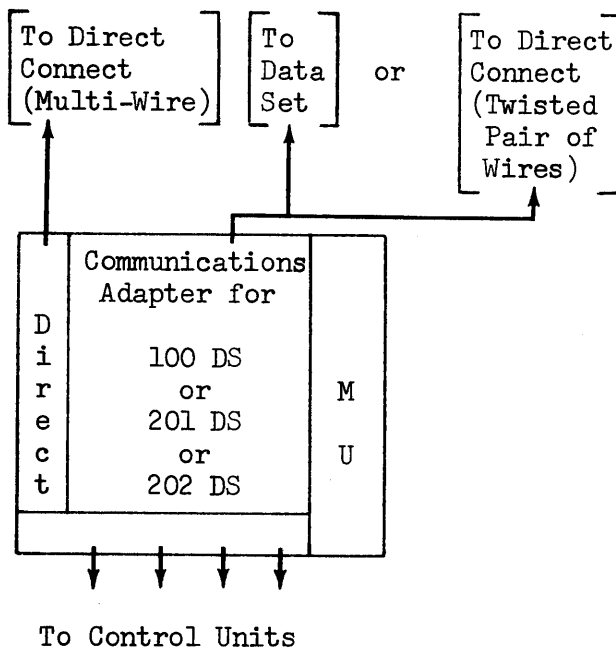 To Direct
Connect
(Multi-Wire)
To
Data
Set
or
To Direct
Connect
(Twisted
Pair of
Wires)
Direct
Communications
Adapter for
100 DS
or
201 DS
or
202 DS
M
U
To Control Units